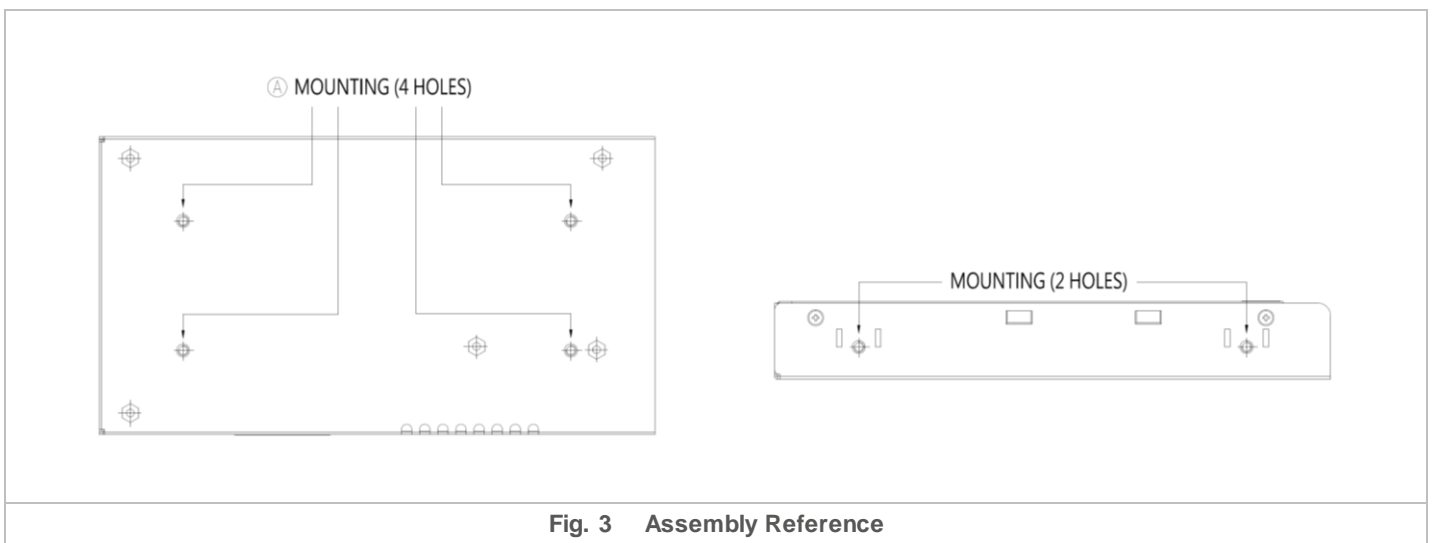 Ⓐ MOUNTING (4 HOLES)
MOUNTING (2 HOLES)
Fig. 3 Assembly Reference